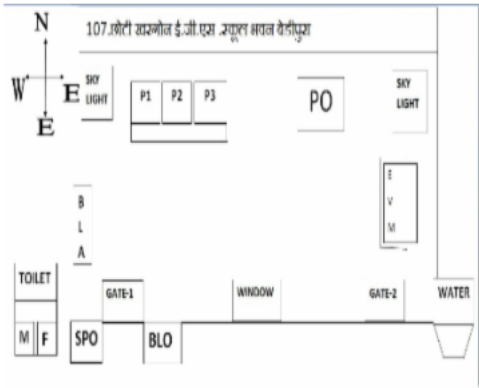 N
107.छोटी खरगोन ई.जी.एस .स्कूल भवन बेडीपुरा
W
E
E
SKY
LIGHT
P1 P2 P3
PO
SKY
LIGHT
E
V
M
B
L
A
TOILET
M F
GATE-1
WINDOW
GATE-2
WATER
SPO
BLO